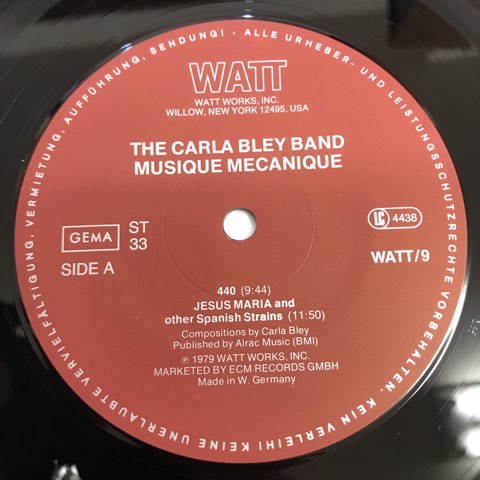 WATT
WATT WORKS, INC.
WILLOW, NEW YORK 12495, USA
THE CARLA BLEY BAND
MUSIQUE MECANIQUE
GEMA
ST
33
SIDE A
LC 4438
WATT/9
440 (9:44)
JESUS MARIA and
other Spanish Strains (11:50)
Compositions by Carla Bley
Published by Alrac Music (BMI)
℗ 1979 WATT WORKS, INC.
MARKETED BY ECM RECORDS GMBH
Made in W. Germany
ALLE URHEBER- UND LEISTUNGSSCHUTZRECHTE VORBEHALTEN. KEIN VERLEIH! KEINE UNERLAUBTE VERVIELFÄLTIGUNG, VERMIETUNG, AUFFÜHRUNG, SENDUNG! ·